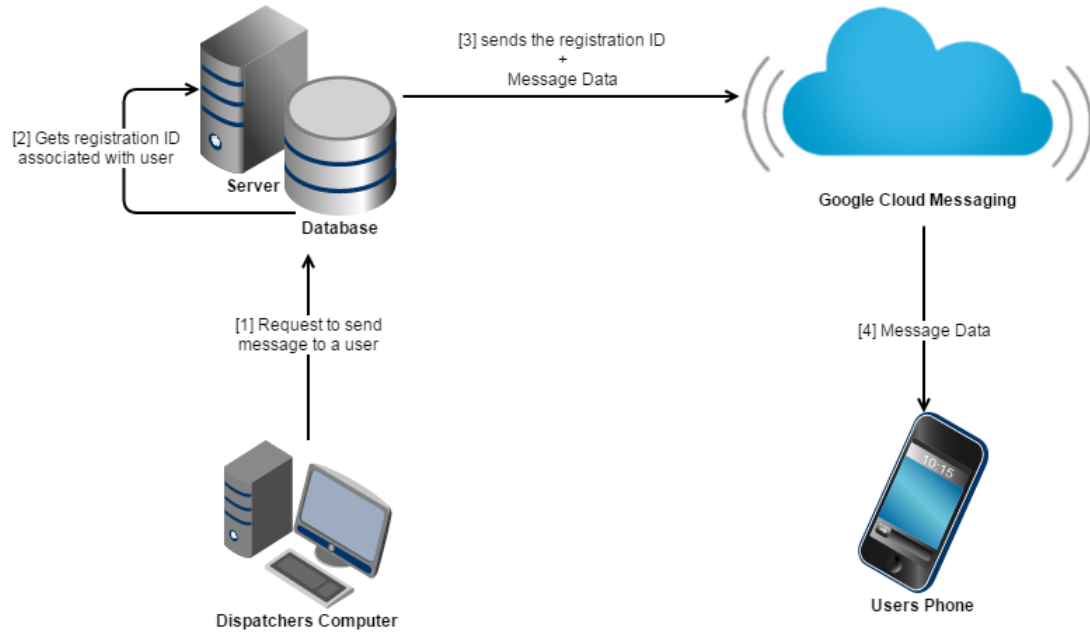 [3] sends the registration ID
+
Message Data
[2] Gets registration ID
associated with user
Server
Database
Google Cloud Messaging
[1] Request to send
message to a user
[4] Message Data
10:15
Dispatchers Computer
Users Phone